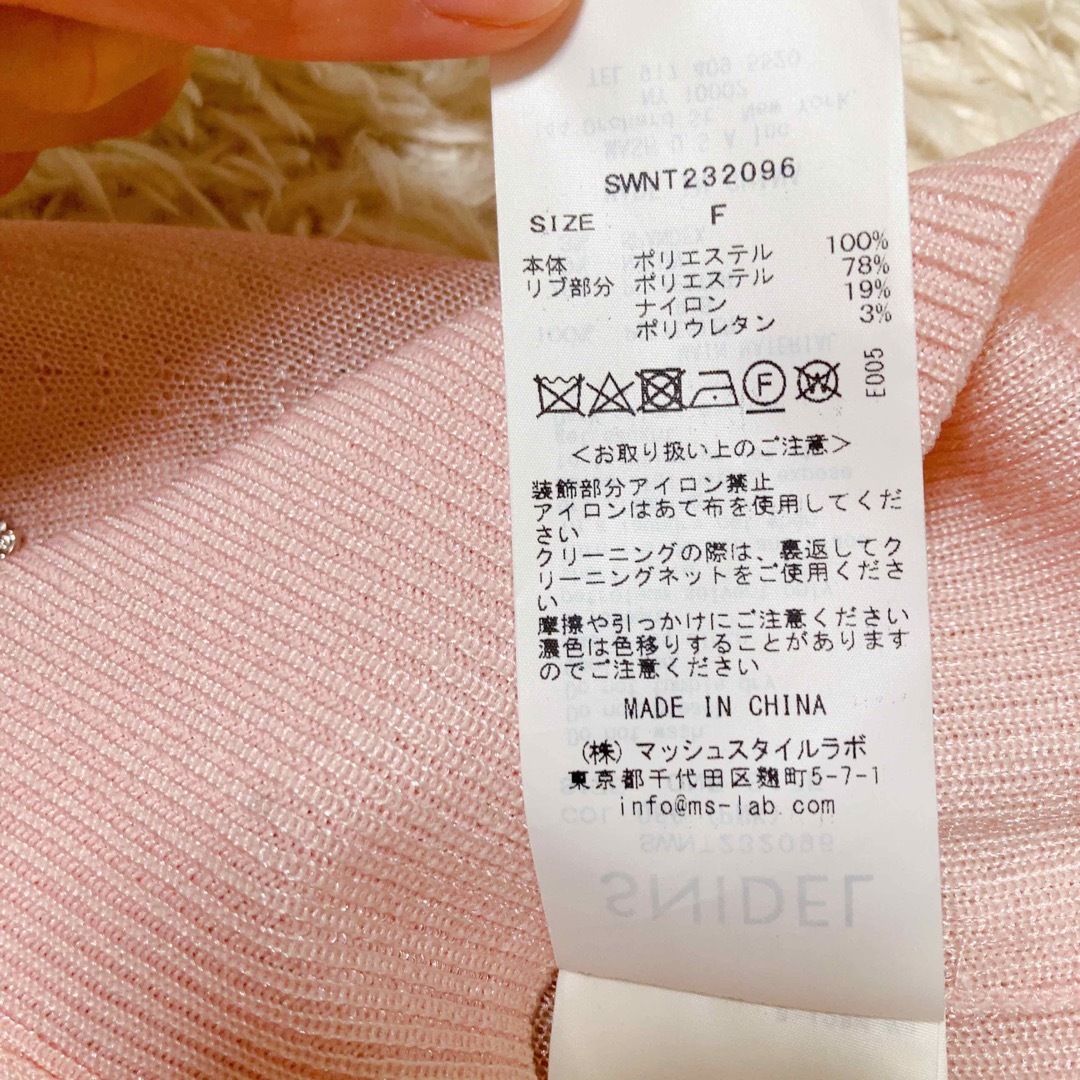 SWNT232096
SIZE F
本体 ポリエステル 100%
リブ部分 ポリエステル 78%
ナイロン 19%
ポリウレタン 3%
F W E005
＜お取り扱い上のご注意＞
装飾部分アイロン禁止
アイロンはあて布を使用してくだ
さい
クリーニングの際は、裏返してク
リーニングネットをご使用くださ
い
摩擦や引っかけにご注意ください
濃色は色移りすることがあります
のでご注意ください
MADE IN CHINA
(株) マッシュスタイルラボ
東京都千代田区麹町5-7-1
info@ms-lab.com
SWNT232096
SNIDEL